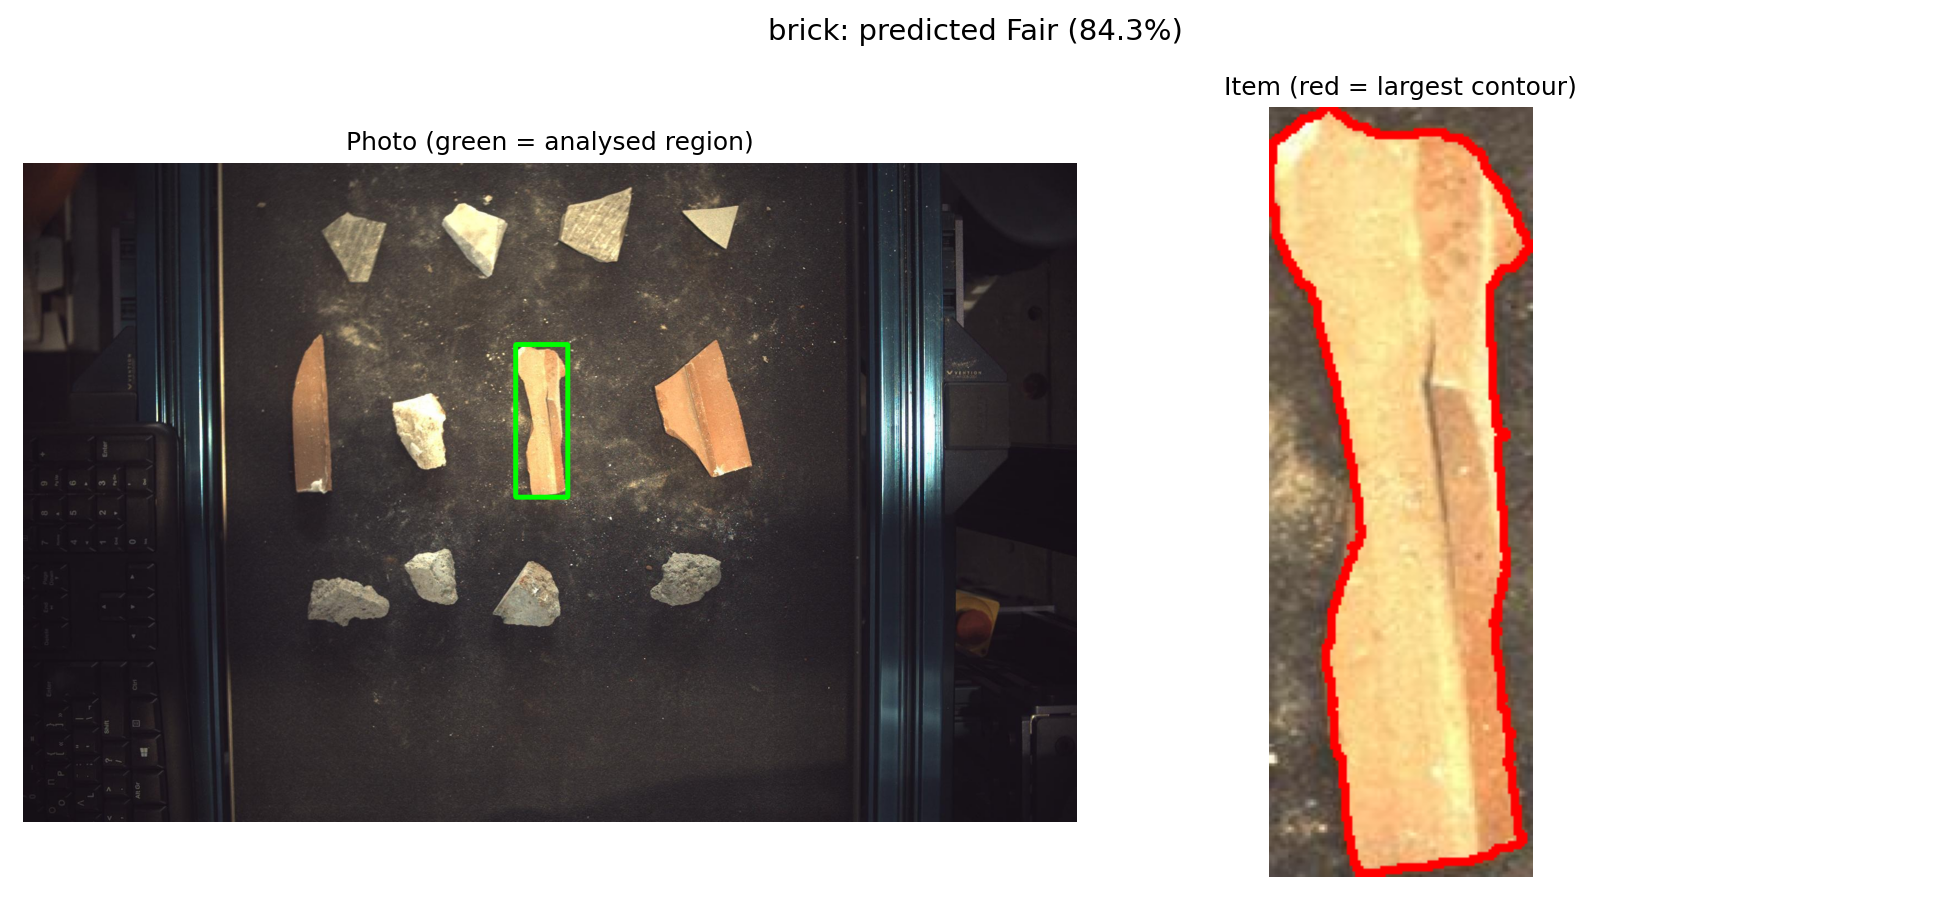 brick: predicted Fair (84.3%)
Photo (green = analysed region)
Item (red = largest contour)